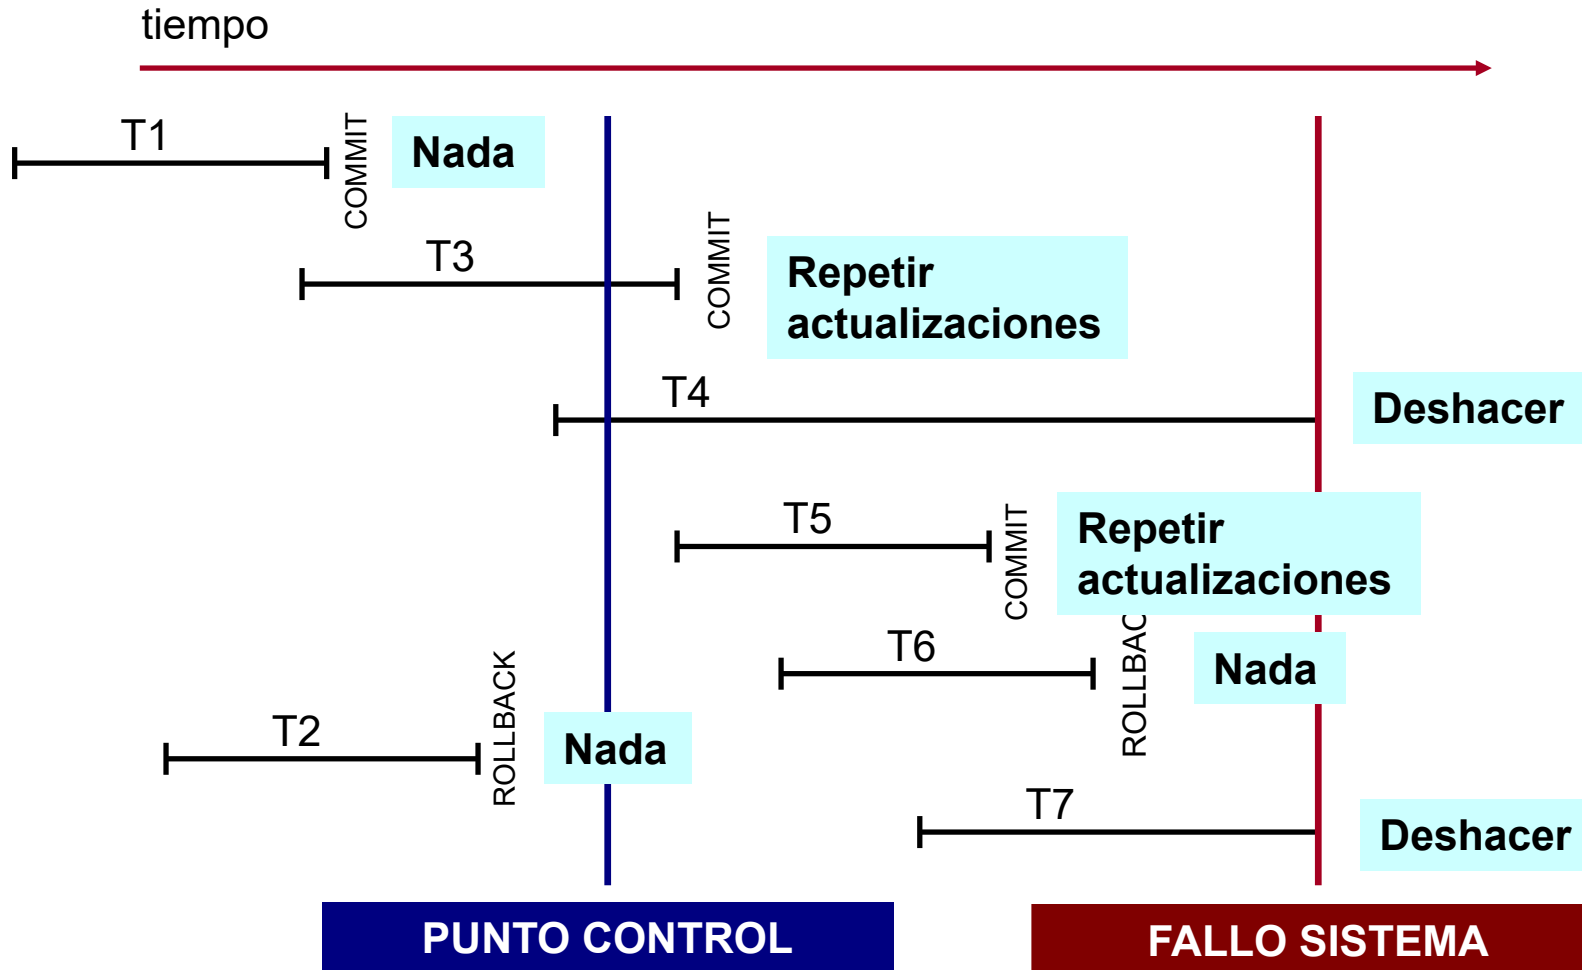 tiempo
T1
COMMIT
Nada
T3
COMMIT
Repetir
actualizaciones
T4
Deshacer
T5
COMMIT
Repetir
actualizaciones
T6
ROLLBAC
Nada
T2
ROLLBACK
Nada
T7
Deshacer
PUNTO CONTROL
FALLO SISTEMA